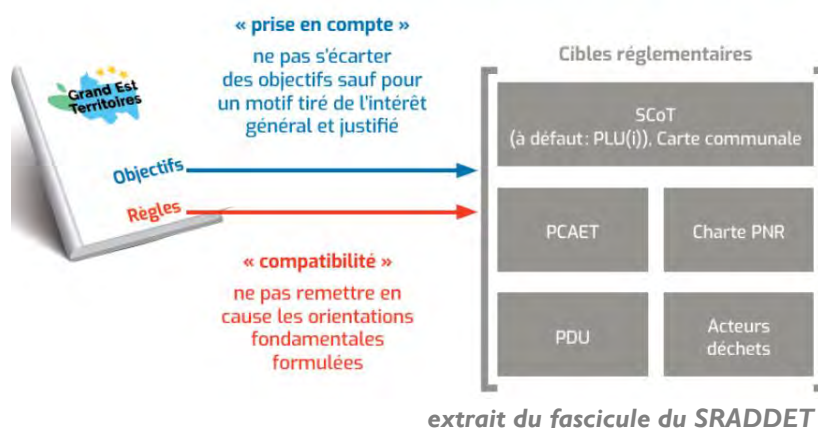 « prise en compte »
ne pas s'écarter
des objectifs sauf pour
un motif tiré de l'intérêt
général et justifié
Grand Est
Territoires
Objectifs
Règles
« compatibilité »
ne pas remettre en
cause les orientations
fondamentales
formulées
Cibles réglementaires
SCoT
(à défaut : PLU(i)), Carte communale
PCAET
Charte PNR
PDU
Acteurs
déchets
extrait du fascicule du SRADDET